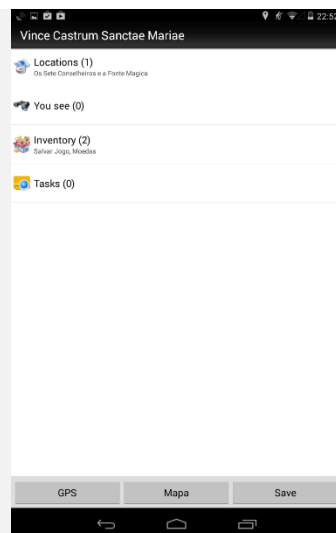 22:52
Vince Castrum Sanctae Mariae
Locations (1)
Os Sete Conselheiros e a Fonte Magica
You see (0)
Inventory (2)
Salvar Jogo, Moedas
Tasks (0)
GPS
Mapa
Save